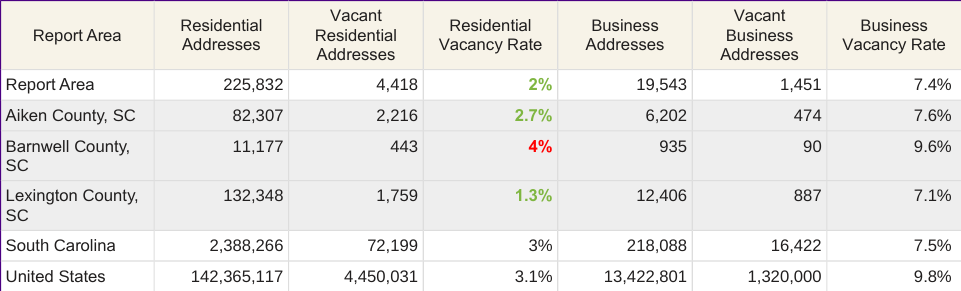 Report Area Residential Addresses Vacant Residential Addresses Residential Vacancy Rate Business Addresses Vacant Business Addresses Business Vacancy Rate
Report Area 225,832 4,418 2% 19,543 1,451 7.4%
Aiken County, SC 82,307 2,216 2.7% 6,202 474 7.6%
Barnwell County, SC 11,177 443 4% 935 90 9.6%
Lexington County, SC 132,348 1,759 1.3% 12,406 887 7.1%
South Carolina 2,388,266 72,199 3% 218,088 16,422 7.5%
United States 142,365,117 4,450,031 3.1% 13,422,801 1,320,000 9.8%